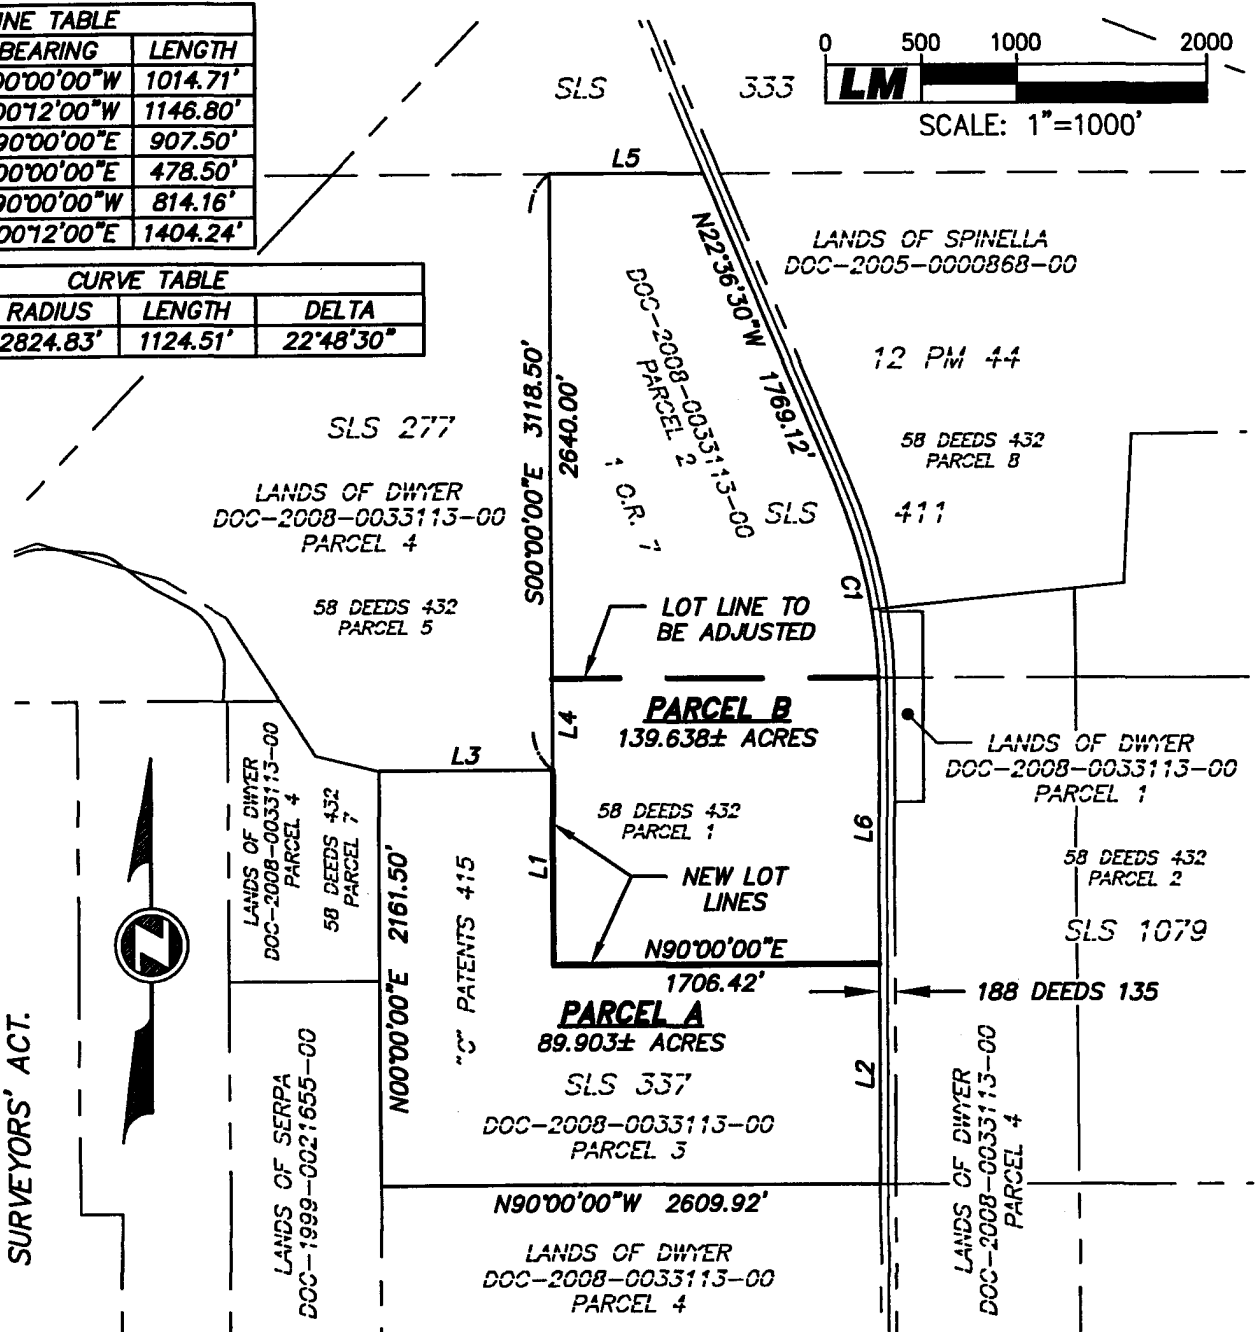 INE TABLE
BEARING LENGTH
00°00'00"W 1014.71'
00°12'00"W 1146.80'
90°00'00"E 907.50'
00°00'00"E 478.50'
90°00'00"W 814.16'
00°12'00"E 1404.24'
CURVE TABLE
RADIUS LENGTH DELTA
2824.83' 1124.51' 22°48'30"
0 500 1000 2000
LM
SCALE: 1"=1000'
SLS 333
L5
LANDS OF SPINELLA
DOC-2005-0000868-00
N22°36'30"W 1769.12'
DOC-2008-0033113-00
PARCEL 2
1 O.R. 7
12 PM 44
58 DEEDS 432
PARCEL 8
SLS 411
S00°00'00"E 3118.50'
2640.00'
SLS 277
LANDS OF DWYER
DOC-2008-0033113-00
PARCEL 4
58 DEEDS 432
PARCEL 5
C1
LOT LINE TO
BE ADJUSTED
PARCEL B
139.638± ACRES
L4
L3
LANDS OF DWYER
DOC-2008-0033113-00
PARCEL 1
LANDS OF DWYER
DOC-2008-0033113-00
PARCEL 4
58 DEEDS 432
PARCEL 7
58 DEEDS 432
PARCEL 1
L6
L1
58 DEEDS 432
PARCEL 2
SLS 1079
NEW LOT
LINES
N00°00'00"E 2161.50'
"C" PATENTS 415
N90°00'00"E
1706.42'
188 DEEDS 135
PARCEL A
89.903± ACRES
SLS 337
DOC-2008-0033113-00
PARCEL 3
L2
SURVEYORS' ACT.
LANDS OF SERPA
DOC-1999-0021655-00
LANDS OF DWYER
DOC-2008-0033113-00
PARCEL 4
N90°00'00"W 2609.92'
LANDS OF DWYER
DOC-2008-0033113-00
PARCEL 4